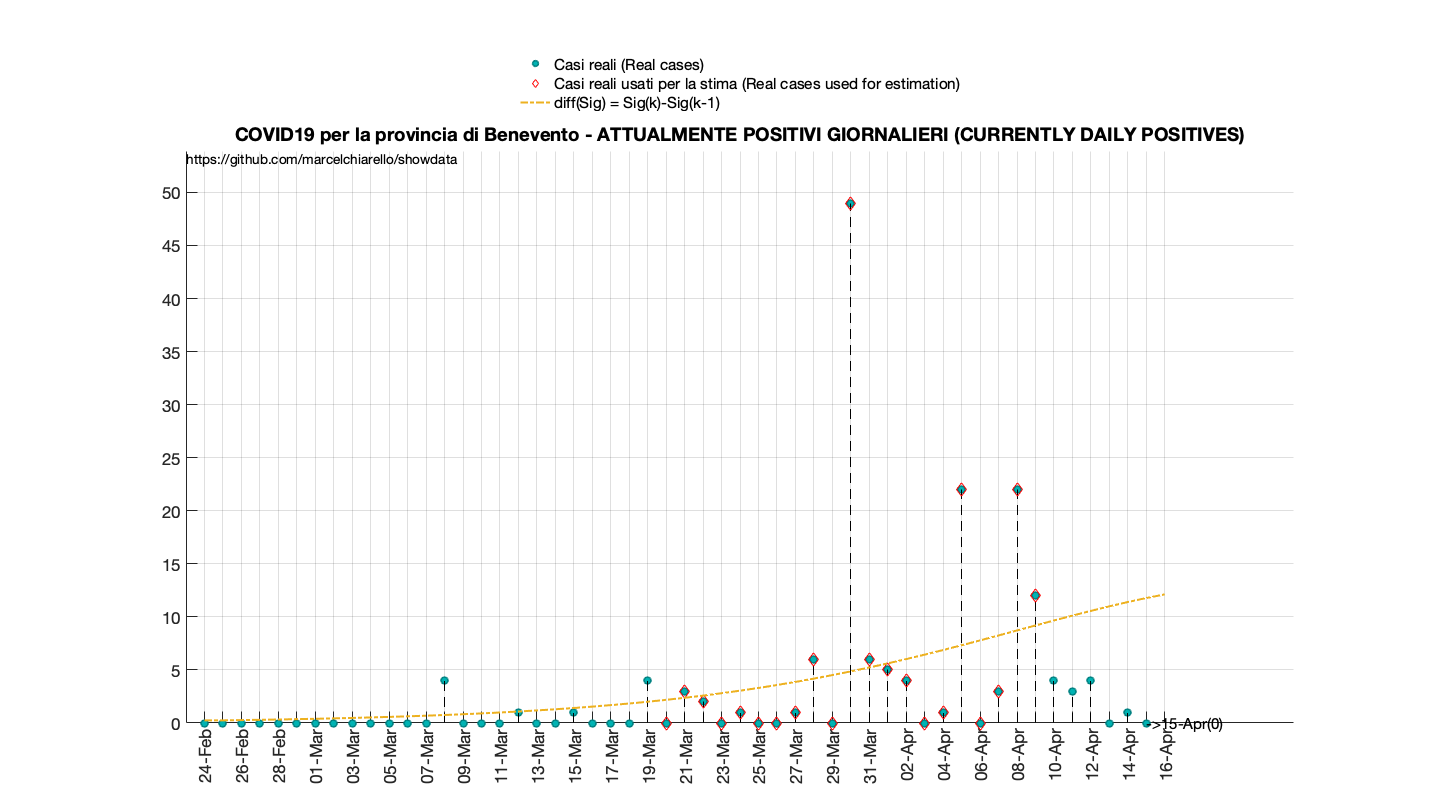 Casi reali (Real cases)
Casi reali usati per la stima (Real cases used for estimation)
diff(Sig) = Sig(k)-Sig(k-1)
COVID19 per la provincia di Benevento - ATTUALMENTE POSITIVI GIORNALIERI (CURRENTLY DAILY POSITIVES)
https://github.com/marcelchiarello/showdata
50
45
40
35
30
25
20
15
10
5
0
->15-Apr(0)
24-Feb
26-Feb
28-Feb
01-Mar
03-Mar
05-Mar
07-Mar
09-Mar
11-Mar
13-Mar
15-Mar
17-Mar
19-Mar
21-Mar
23-Mar
25-Mar
27-Mar
29-Mar
31-Mar
02-Apr
04-Apr
06-Apr
08-Apr
10-Apr
12-Apr
14-Apr
16-Apr